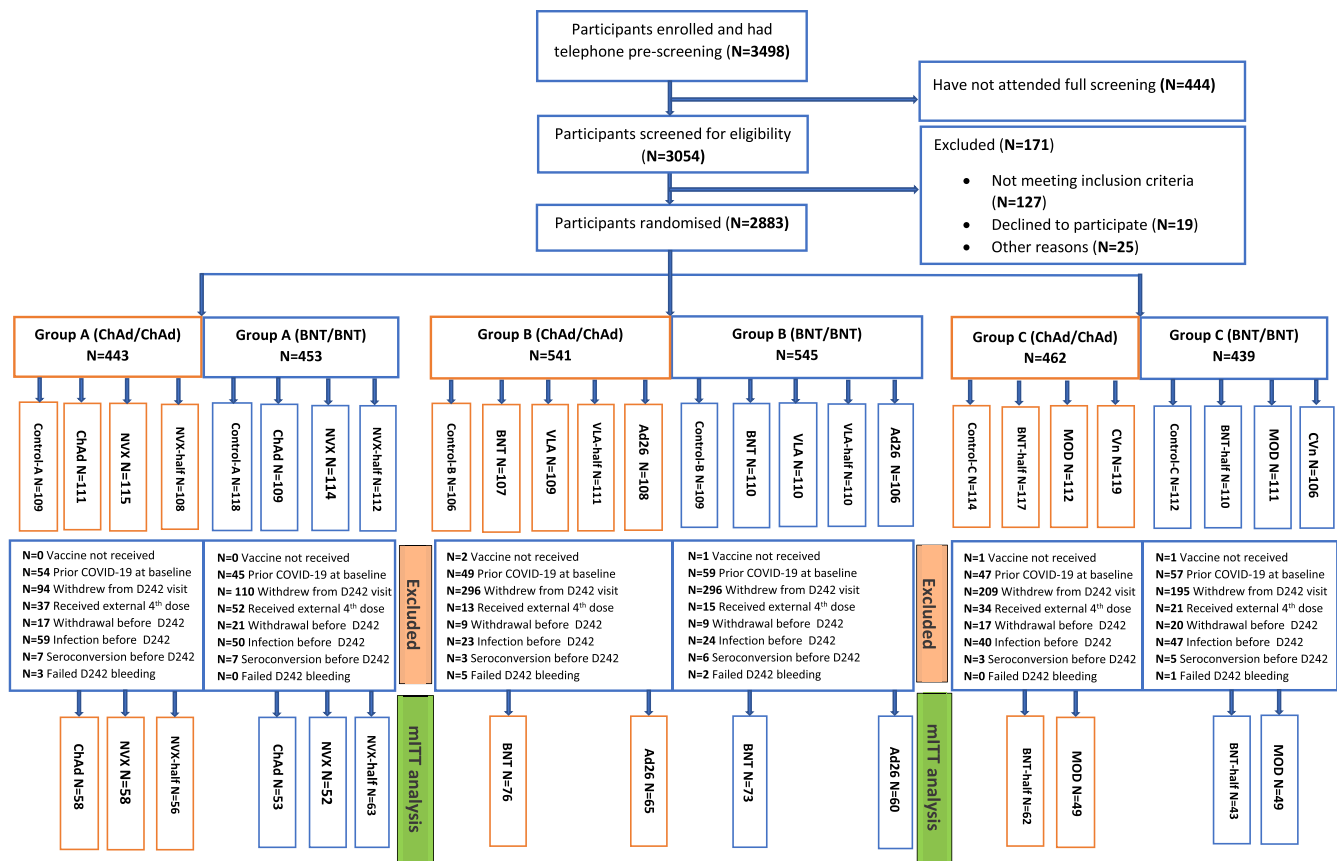 Participants enrolled and had
telephone pre-screening (N=3498)
Have not attended full screening (N=444)
Participants screened for eligibility
(N=3054)
Excluded (N=171)
• Not meeting inclusion criteria
(N=127)
• Declined to participate (N=19)
• Other reasons (N=25)
Participants randomised (N=2883)
Group A (ChAd/ChAd)
N=443
Group A (BNT/BNT)
N=453
Group B (ChAd/ChAd)
N=541
Group B (BNT/BNT)
N=545
Group C (ChAd/ChAd)
N=462
Group C (BNT/BNT)
N=439
Control-A N=109
ChAd N=111
NVX N=115
NVX-half N=108
Control-A N=118
ChAd N=109
NVX N=114
NVX-half N=112
Control-B N=106
BNT N=107
VLA N=109
VLA-half N=111
Ad26 N=108
Control-B N=109
BNT N=110
VLA N=110
VLA-half N=110
Ad26 N=106
Control-C N=114
BNT-half N=117
MOD N=112
CVn N=119
Control-C N=112
BNT-half N=110
MOD N=111
CVn N=106
N=0 Vaccine not received
N=54 Prior COVID-19 at baseline
N=94 Withdrew from D242 visit
N=37 Received external 4th dose
N=17 Withdrawal before D242
N=59 Infection before D242
N=7 Seroconversion before D242
N=3 Failed D242 bleeding
N=0 Vaccine not received
N=45 Prior COVID-19 at baseline
N= 110 Withdrew from D242 visit
N=52 Received external 4th dose
N=21 Withdrawal before D242
N=50 Infection before D242
N=7 Seroconversion before D242
N=0 Failed D242 bleeding
Excluded
N=2 Vaccine not received
N=49 Prior COVID-19 at baseline
N=296 Withdrew from D242 visit
N=13 Received external 4th dose
N=9 Withdrawal before D242
N=23 Infection before D242
N=3 Seroconversion before D242
N=5 Failed D242 bleeding
N=1 Vaccine not received
N=59 Prior COVID-19 at baseline
N=296 Withdrew from D242 visit
N=15 Received external 4th dose
N=9 Withdrawal before D242
N=24 Infection before D242
N=6 Seroconversion before D242
N=2 Failed D242 bleeding
Excluded
N=1 Vaccine not received
N=47 Prior COVID-19 at baseline
N=209 Withdrew from D242 visit
N=34 Received external 4th dose
N=17 Withdrawal before D242
N=40 Infection before D242
N=3 Seroconversion before D242
N=0 Failed D242 bleeding
N=1 Vaccine not received
N=57 Prior COVID-19 at baseline
N=195 Withdrew from D242 visit
N=21 Received external 4th dose
N=20 Withdrawal before D242
N=47 Infection before D242
N=5 Seroconversion before D242
N=1 Failed D242 bleeding
ChAd N=58
NVX N=58
NVX-half N=56
ChAd N=53
NVX N=52
NVX-half N=63
mITT analysis
BNT N=76
Ad26 N=65
BNT N=73
Ad26 N=60
mITT analysis
BNT-half N=62
MOD N=49
BNT-half N=43
MOD N=49